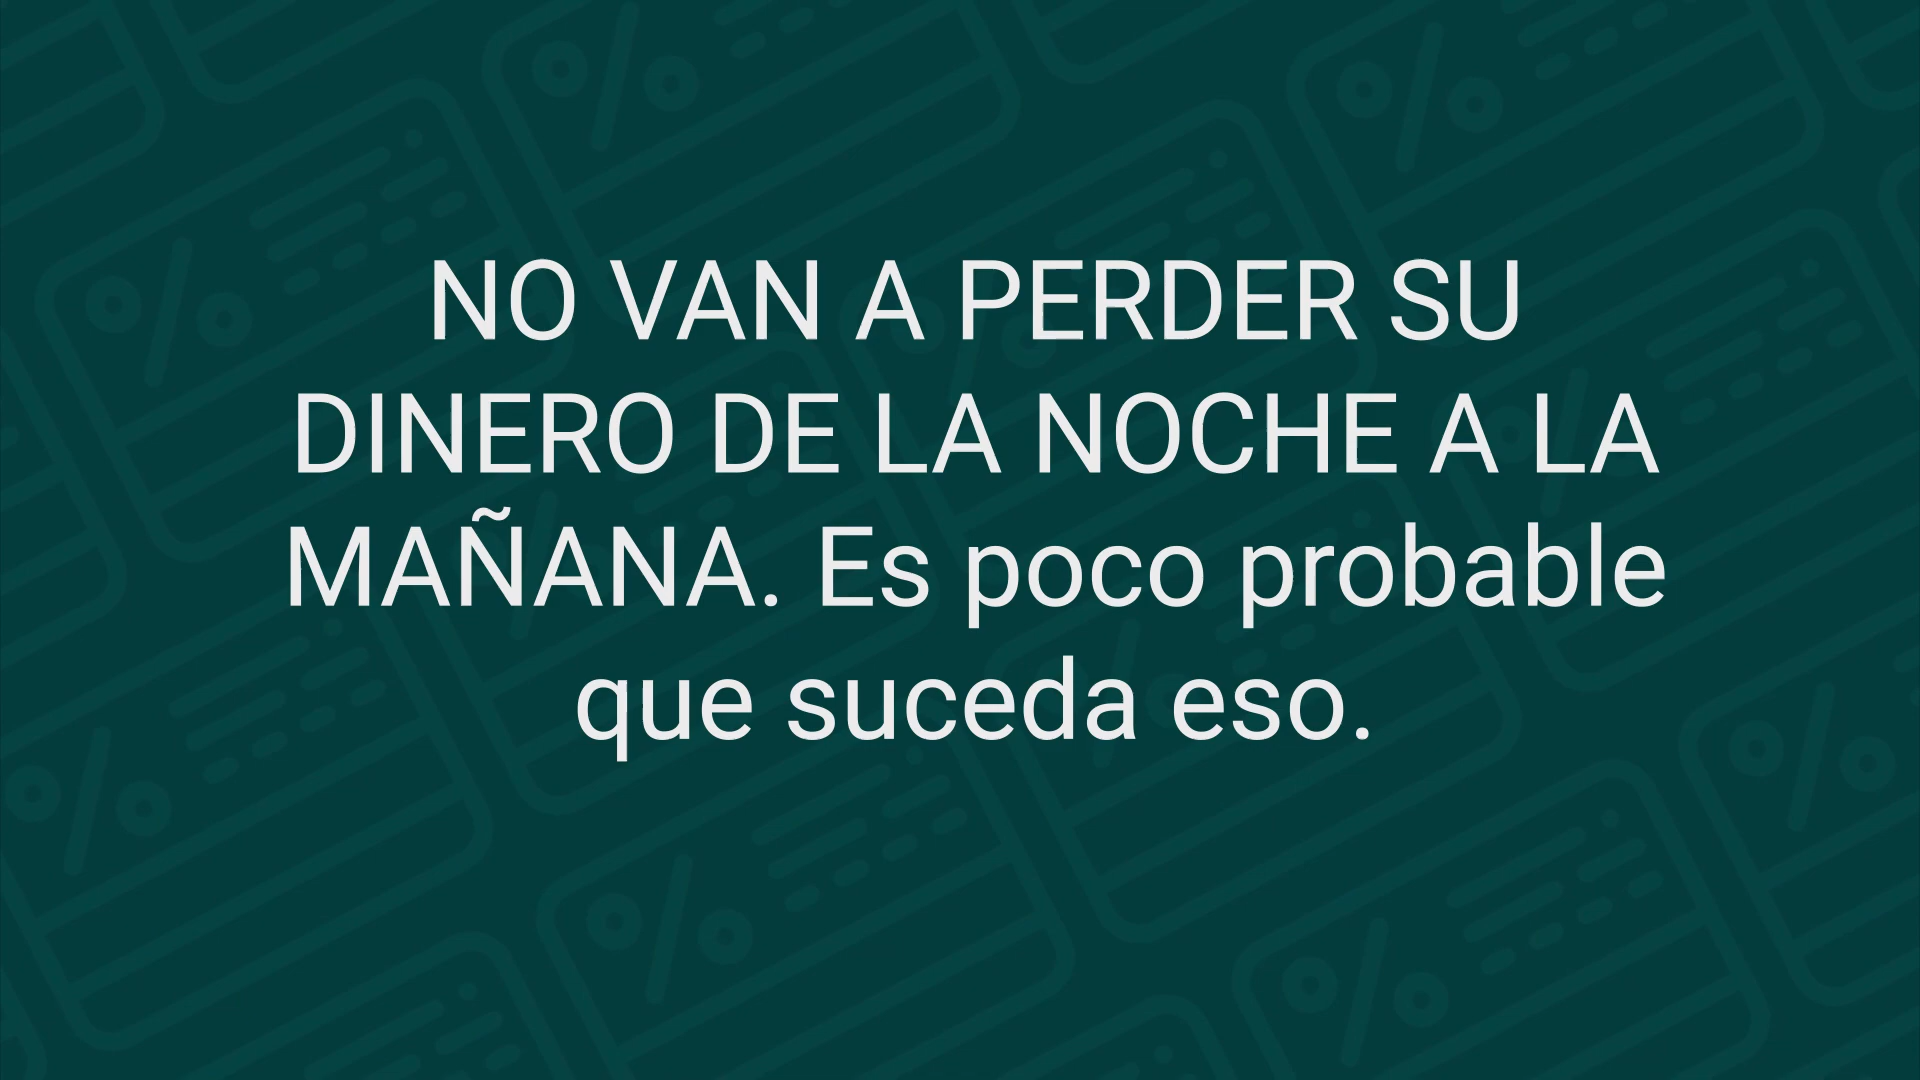 NO VAN A PERDER SU
DINERO DE LA NOCHE A LA
MAÑANA. Es poco probable
que suceda eso.